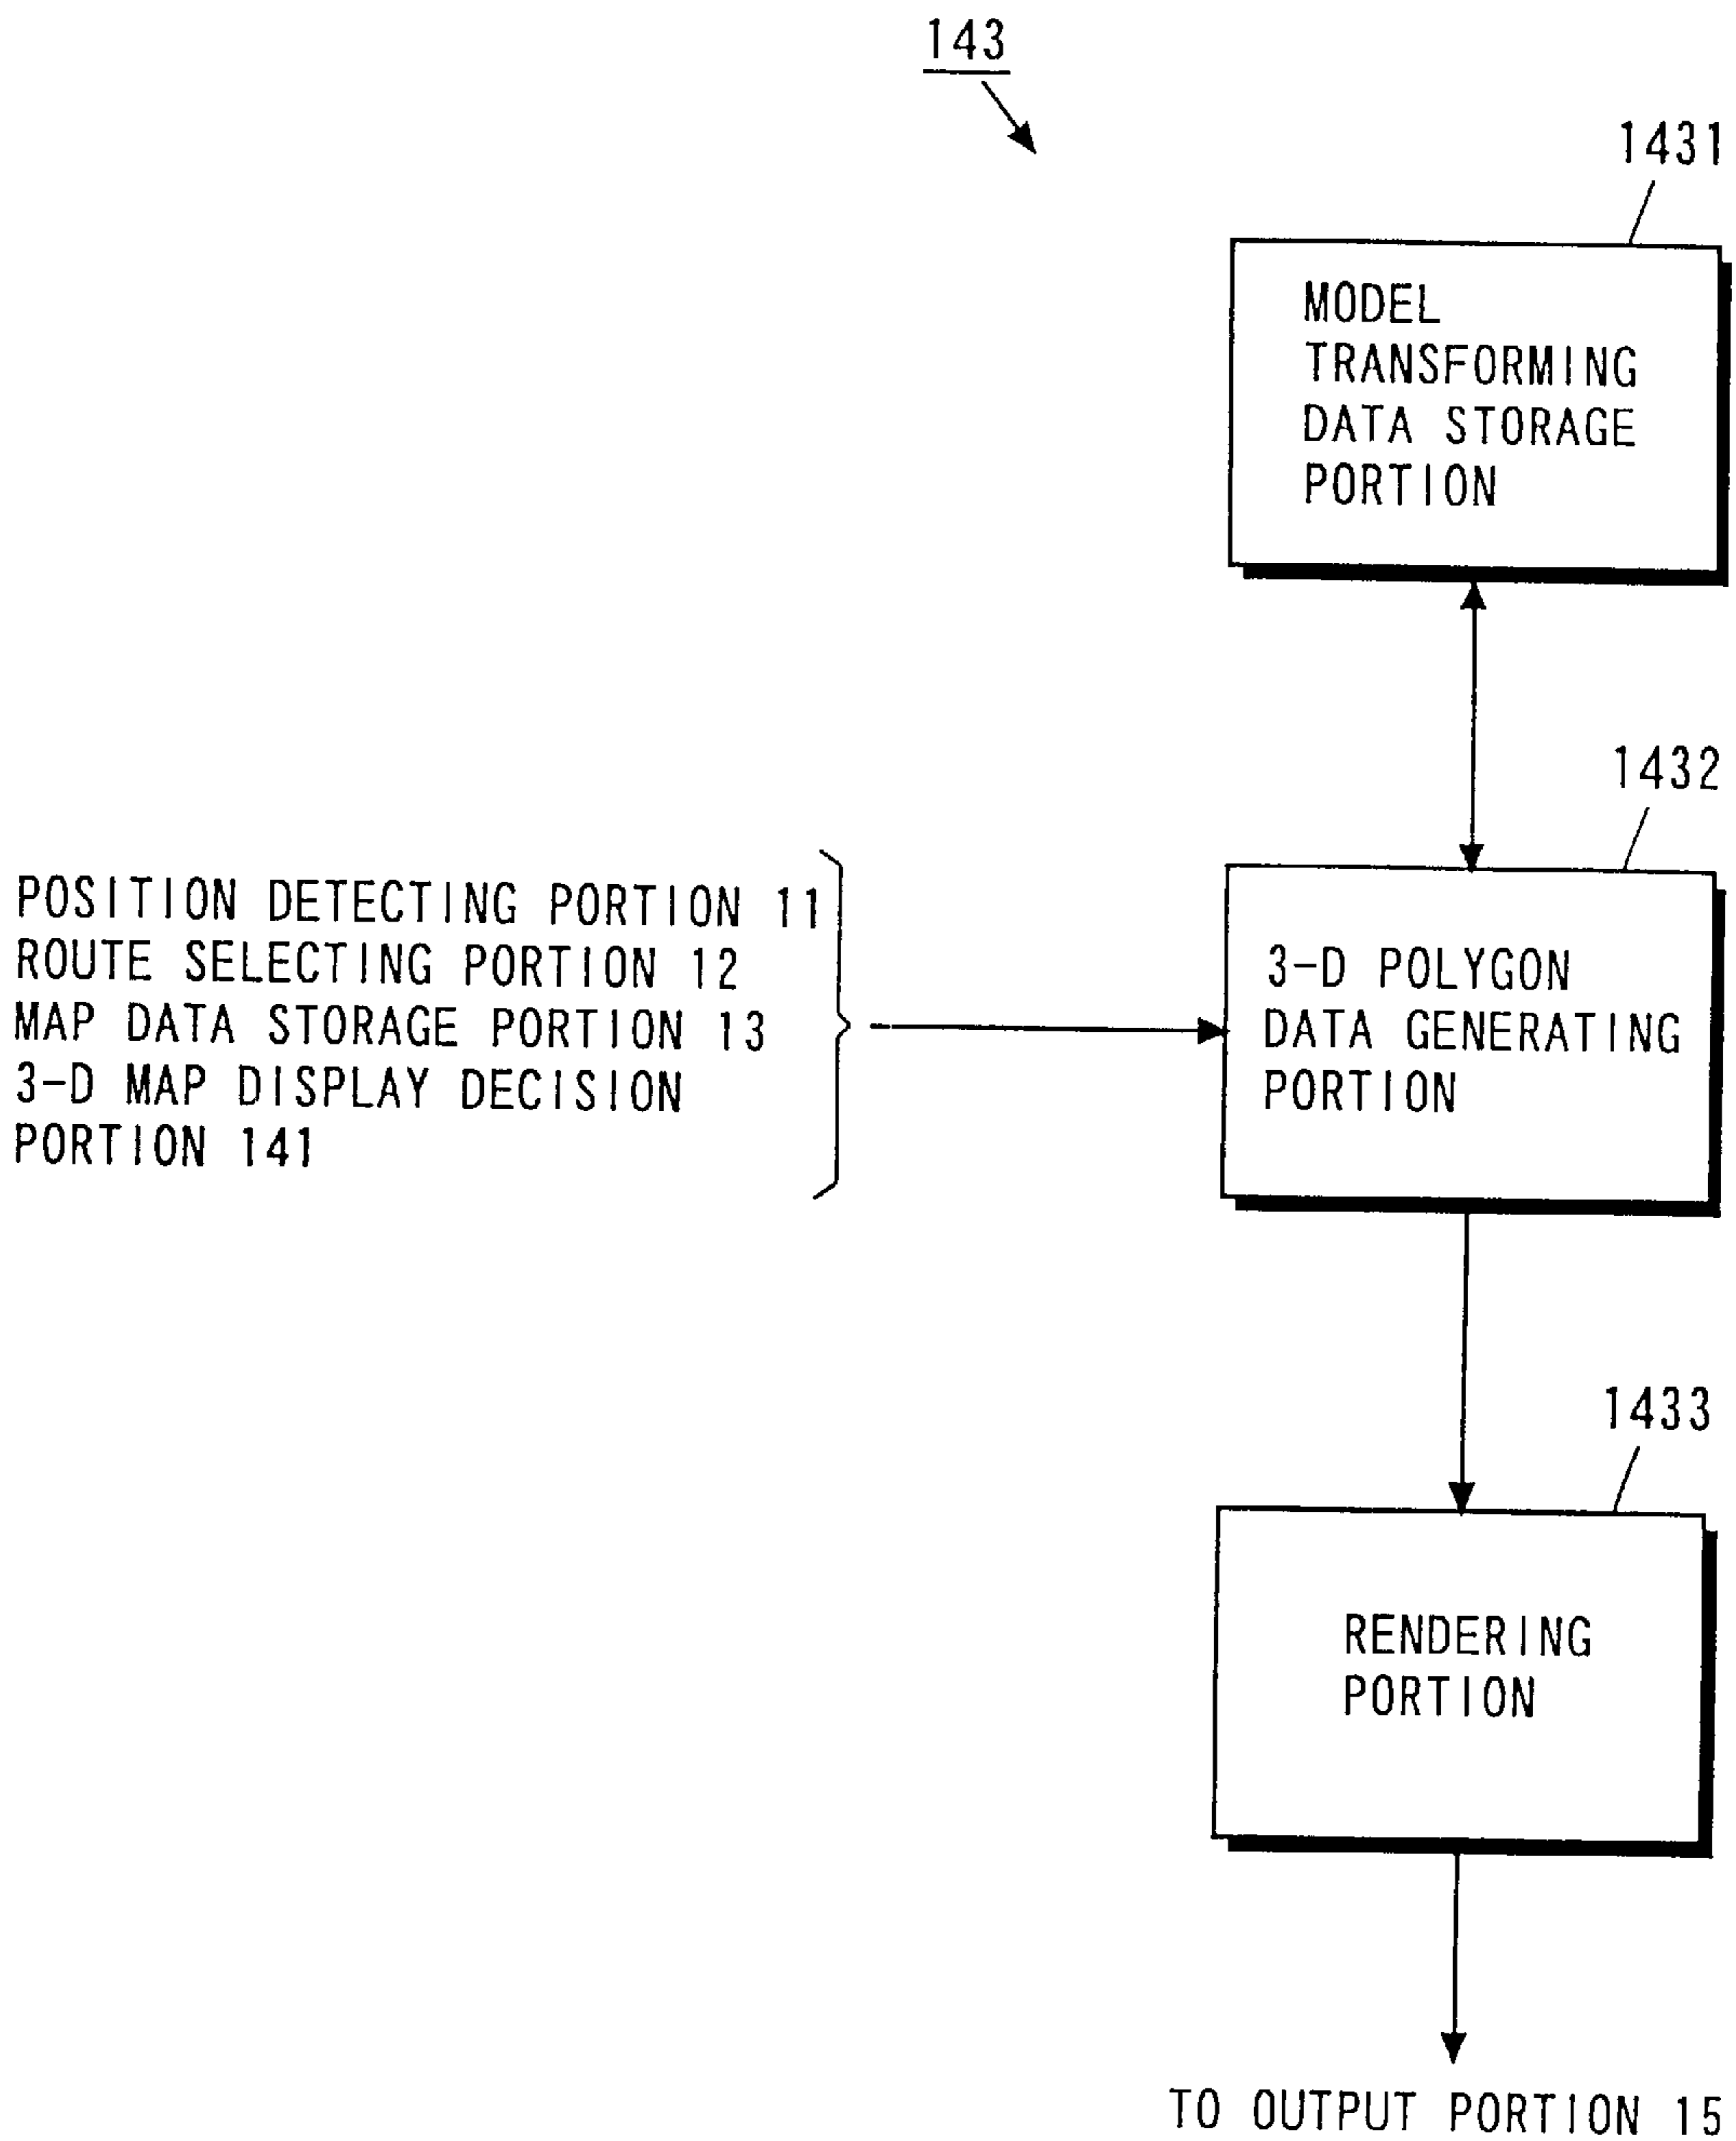 143
1431
MODEL
TRANSFORMING
DATA STORAGE
PORTION
1432
POSITION DETECTING PORTION 11
ROUTE SELECTING PORTION 12
MAP DATA STORAGE PORTION 13
3-D MAP DISPLAY DECISION
PORTION 141
3-D POLYGON
DATA GENERATING
PORTION
1433
RENDERING
PORTION
TO OUTPUT PORTION 15